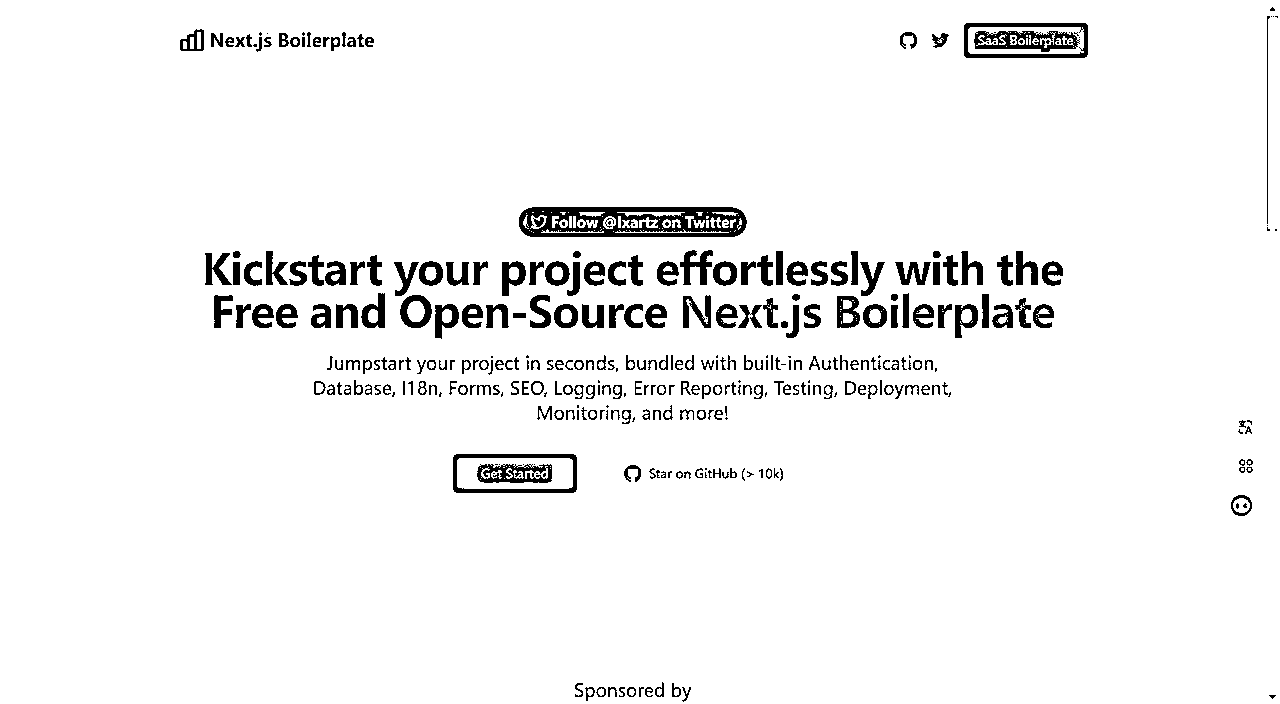 Next.js Boilerplate
SaaS Boilerplate
Follow @Ixartz on Twitter
Kickstart your project effortlessly with the
Free and Open-Source Next.js Boilerplate
Jumpstart your project in seconds, bundled with built-in Authentication,
Database, I18n, Forms, SEO, Logging, Error Reporting, Testing, Deployment,
Monitoring, and more!
Get Started
Star on GitHub (> 10k)
Sponsored by